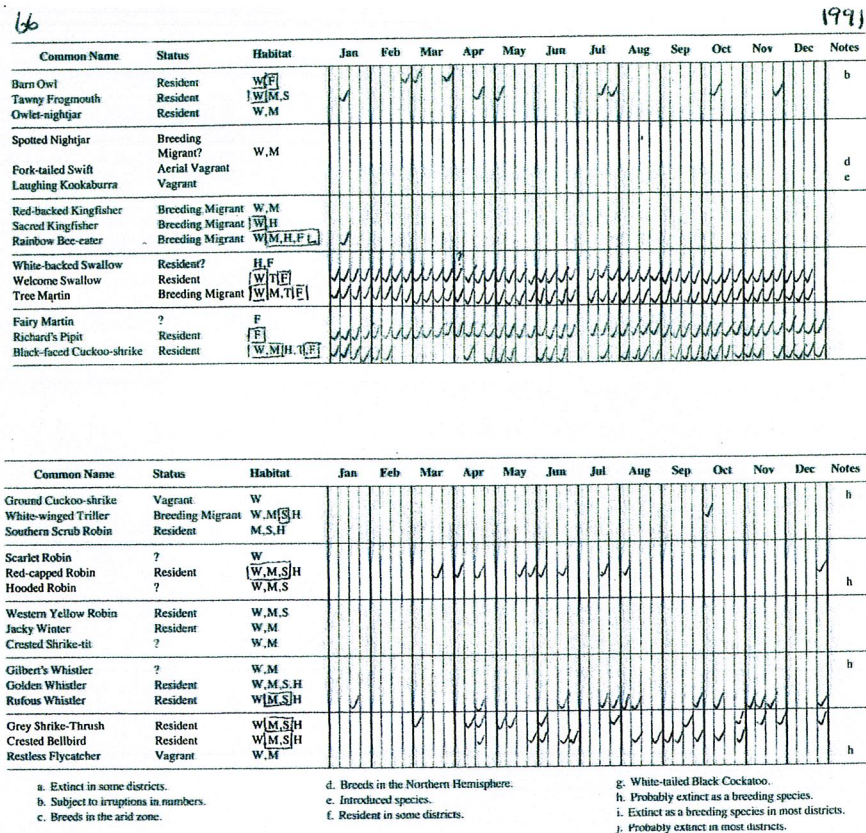 66 1991
Common Name Status Habitat Jan Feb Mar Apr May Jun Jul Aug Sep Oct Nov Dec Notes
Barn Owl Resident W,F b
Tawny Frogmouth Resident W,M,S
Owlet-nightjar Resident W,M
Spotted Nightjar Breeding
Migrant? W,M
Fork-tailed Swift Aerial Vagrant d
Laughing Kookaburra Vagrant e
Red-backed Kingfisher Breeding Migrant W,M
Sacred Kingfisher Breeding Migrant W,H
Rainbow Bee-eater Breeding Migrant W,M,H,F L
?
White-backed Swallow Resident? H,F
Welcome Swallow Resident W,T,F
Tree Martin Breeding Migrant W,M,T,F
Fairy Martin ? F
Richard's Pipit Resident F
Black-faced Cuckoo-shrike Resident W,M,H,T,F
Common Name Status Habitat Jan Feb Mar Apr May Jun Jul Aug Sep Oct Nov Dec Notes
Ground Cuckoo-shrike Vagrant W h
White-winged Triller Breeding Migrant W,M,S,H
Southern Scrub Robin Resident M,S,H
Scarlet Robin ? W
Red-capped Robin Resident W,M,S,H
Hooded Robin ? W,M,S h
Western Yellow Robin Resident W,M,S
Jacky Winter Resident W,M
Crested Shrike-tit ? W,M
Gilbert's Whistler ? W,M h
Golden Whistler Resident W,M,S,H
Rufous Whistler Resident W,M,S,H
Grey Shrike-Thrush Resident W,M,S,H
Crested Bellbird Resident W,M,S,H
Restless Flycatcher Vagrant W,M h
a. Extinct in some districts. d. Breeds in the Northern Hemisphere. g. White-tailed Black Cockatoo.
b. Subject to irruptions in numbers. e. Introduced species. h. Probably extinct as a breeding species.
c. Breeds in the arid zone. f. Resident in some districts. i. Extinct as a breeding species in most districts.
j. Probably extinct in most districts.